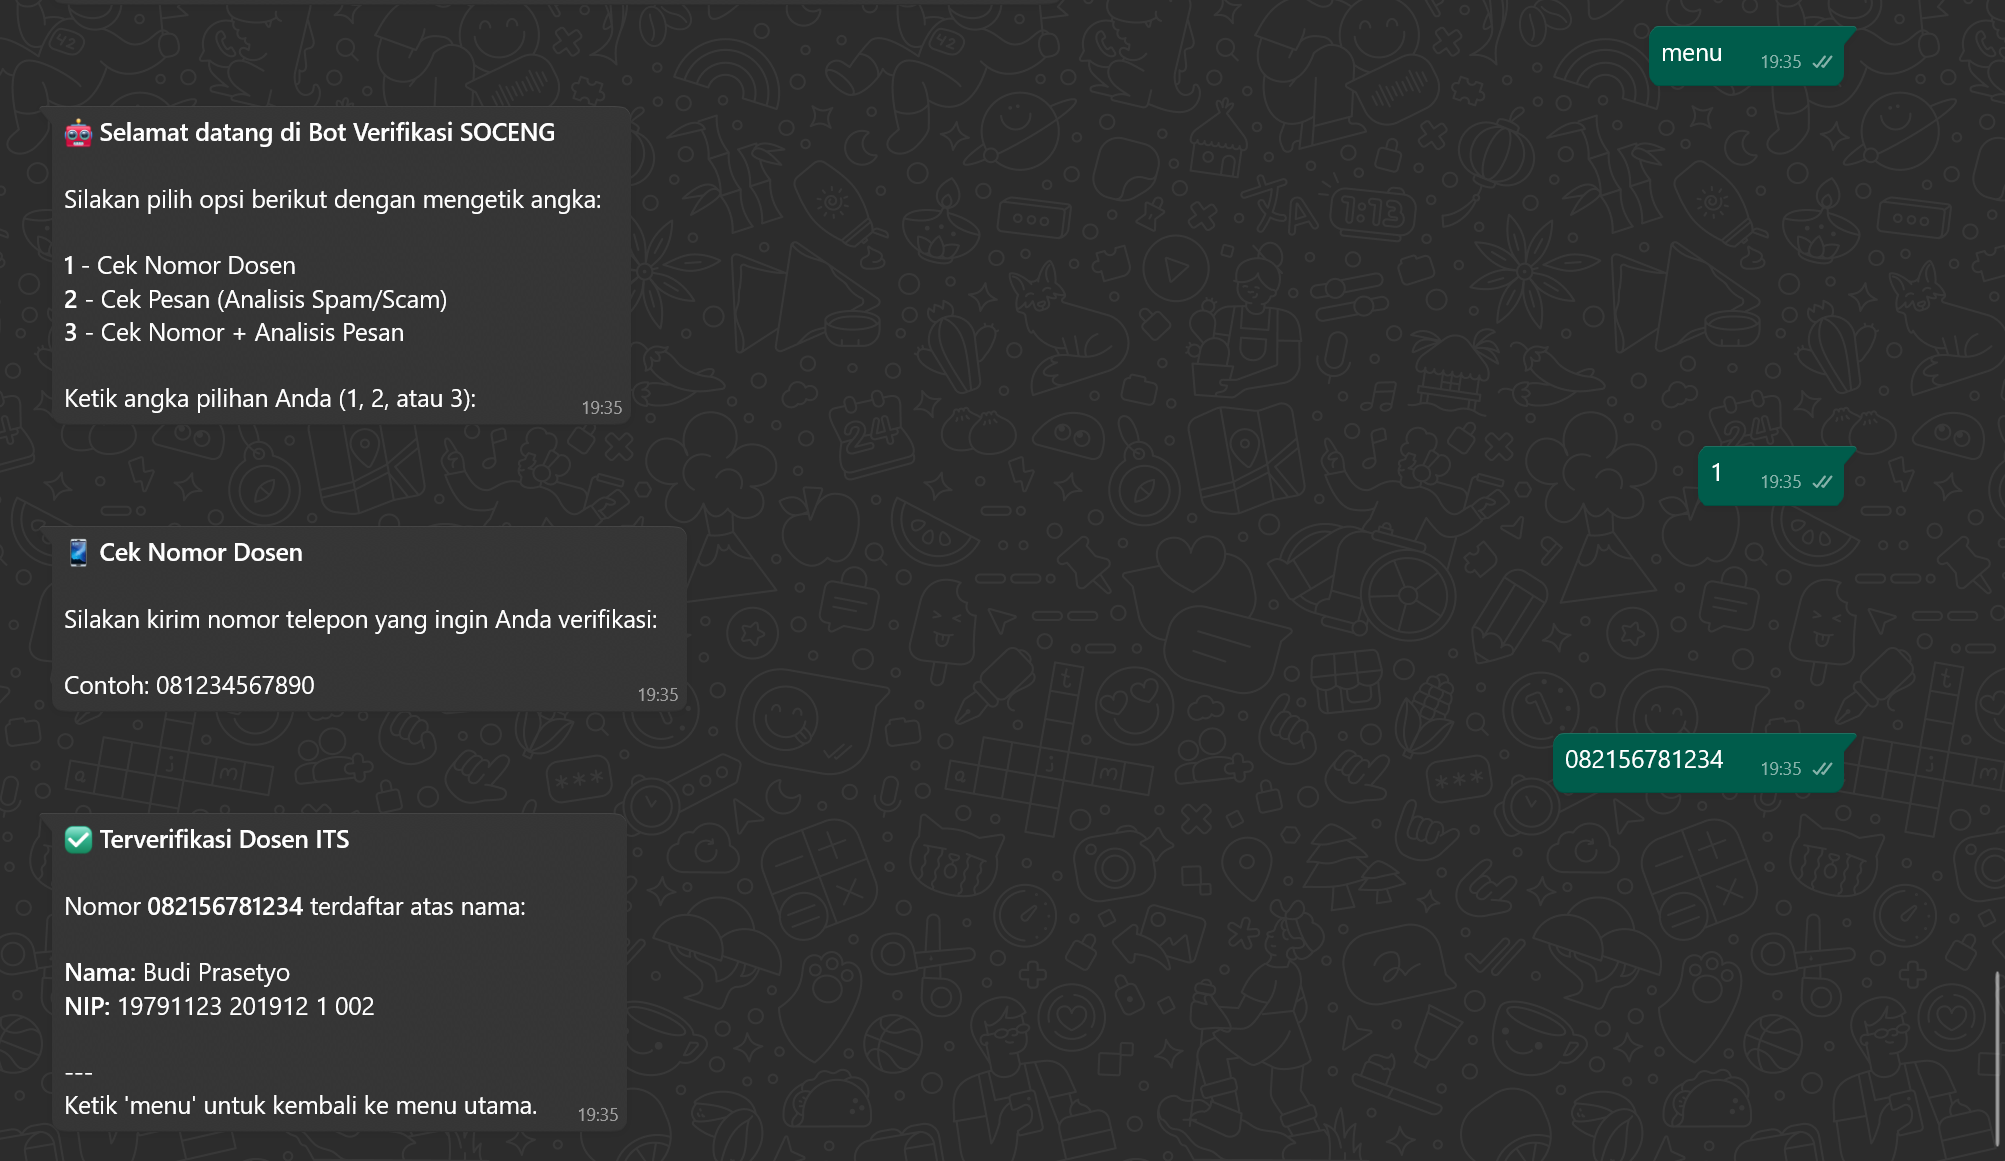 menu
19:35
🤖 Selamat datang di Bot Verifikasi SOCENG
Silakan pilih opsi berikut dengan mengetik angka:
1 - Cek Nomor Dosen
2 - Cek Pesan (Analisis Spam/Scam)
3 - Cek Nomor + Analisis Pesan
Ketik angka pilihan Anda (1, 2, atau 3):
19:35
1
19:35
📱 Cek Nomor Dosen
Silakan kirim nomor telepon yang ingin Anda verifikasi:
Contoh: 081234567890
19:35
082156781234
19:35
✅ Terverifikasi Dosen ITS
Nomor 082156781234 terdaftar atas nama:
Nama: Budi Prasetyo
NIP: 19791123 201912 1 002
---
Ketik 'menu' untuk kembali ke menu utama.
19:35